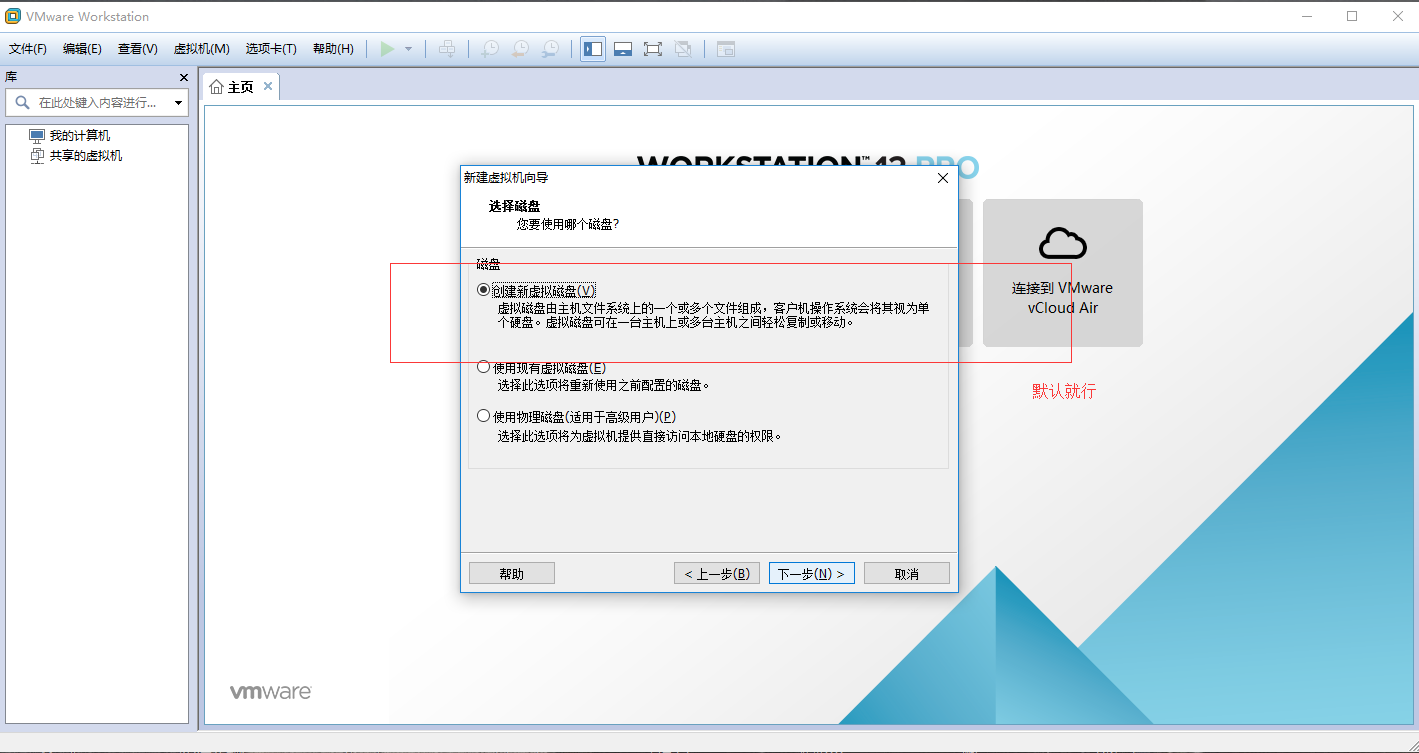 VMware Workstation
文件(F) 编辑(E) 查看(V) 虚拟机(M) 选项卡(T) 帮助(H)
库
主页
在此处键入内容进行...
我的计算机
共享的虚拟机
WORKSTATION™ 12 PRO
新建虚拟机向导
选择磁盘
您要使用哪个磁盘?
磁盘
创建新虚拟磁盘(V)
虚拟磁盘由主机文件系统上的一个或多个文件组成，客户机操作系统会将其视为单
个硬盘。虚拟磁盘可在一台主机上或多台主机之间轻松复制或移动。
使用现有虚拟磁盘(E)
选择此选项将重新使用之前配置的磁盘。
使用物理磁盘(适用于高级用户)(P)
选择此选项将为虚拟机提供直接访问本地硬盘的权限。
帮助
< 上一步(B)
下一步(N) >
取消
连接到 VMware
vCloud Air
默认就行
vmware